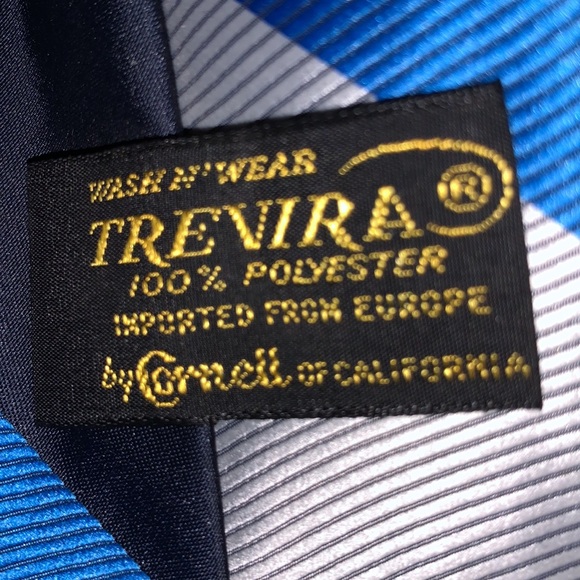 WASH N' WEAR
TREVIRA®
100% POLYESTER
IMPORTED FROM EUROPE
by Cornell OF CALIFORNIA